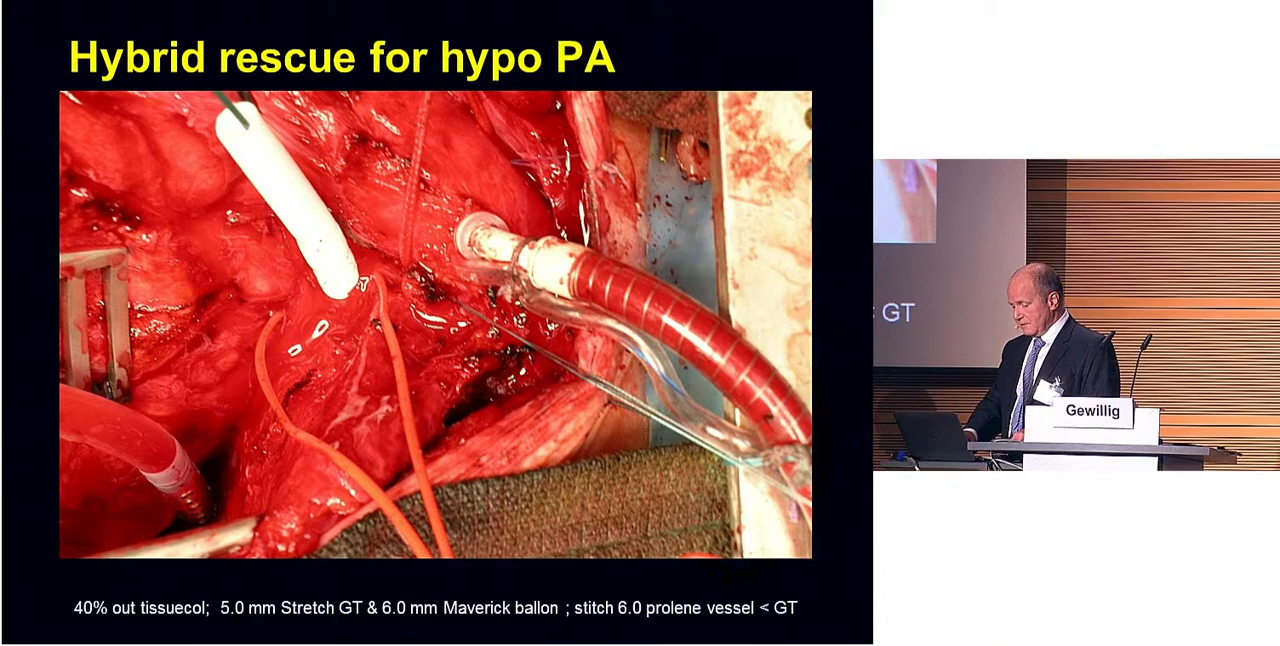 Hybrid rescue for hypo PA
GT
Gewillig
40% out tissuecol; 5.0 mm Stretch GT & 6.0 mm Maverick ballon ; stitch 6.0 prolene vessel < GT